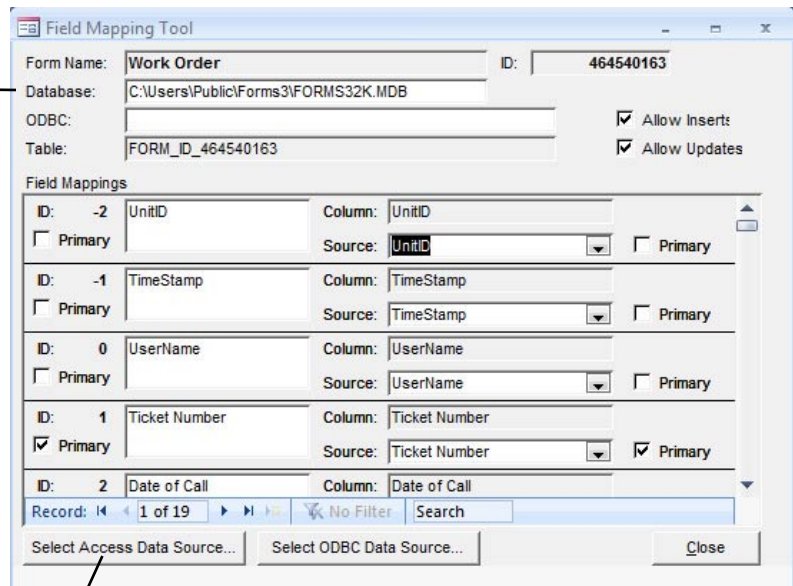 Field Mapping Tool
Form Name: Work Order ID: 464540163
Database: C:\Users\Public\Forms3\FORMS32K.MDB
ODBC: Allow Inserts
Table: FORM_ID_464540163 Allow Updates
Field Mappings
ID: -2 UnitID Column: UnitID
Primary Source: UnitID Primary
ID: -1 TimeStamp Column: TimeStamp
Primary Source: TimeStamp Primary
ID: 0 UserName Column: UserName
Primary Source: UserName Primary
ID: 1 Ticket Number Column: Ticket Number
Primary Source: Ticket Number Primary
ID: 2 Date of Call Column: Date of Call
Record: 1 of 19 No Filter Search
Select Access Data Source... Select ODBC Data Source... Close